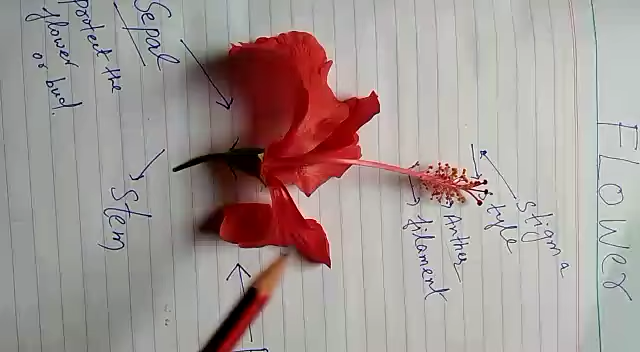 FLOWER
Stigma
Style
Anther
filament
Sepal
protect the
flower
or bud.
Stem